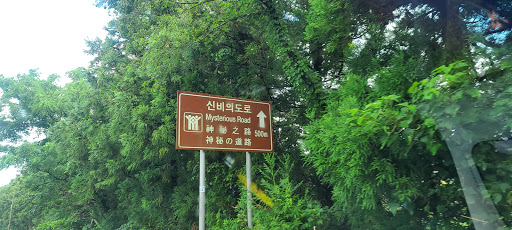 신비의도로
Mysterious Road
神秘之路
500m
神秘の道路